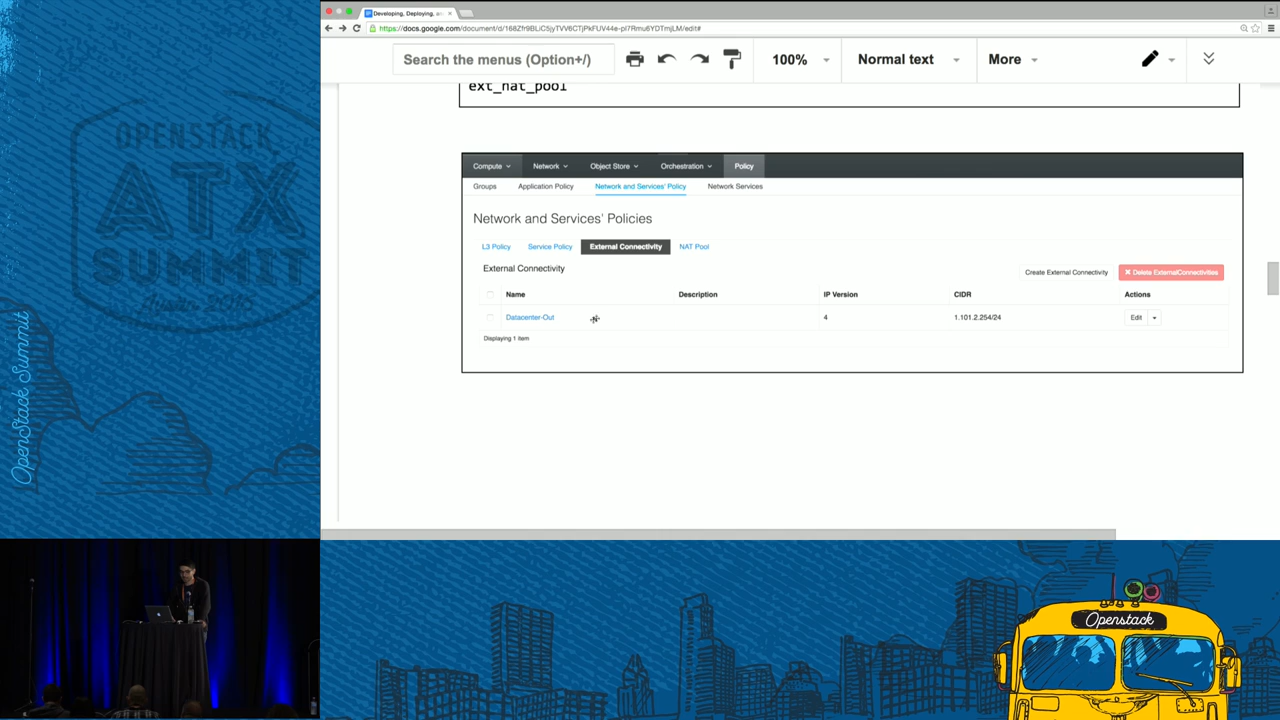 Developing, Deploying, an
https://docs.google.com/document/d/168Zfr9BLiC5jyTVV6CTjPkFUV44e-pI7Rmu6YDTmjLM/edit#
Search the menus (Option+/)
100%
Normal text
More
ext_nat_pool
Compute
Network
Object Store
Orchestration
Policy
Groups
Application Policy
Network and Services' Policy
Network Services
Network and Services' Policies
L3 Policy
Service Policy
External Connectivity
NAT Pool
External Connectivity
Create External Connectivity
Delete ExternalConnectivities
Name
Description
IP Version
CIDR
Actions
Datacenter-Out
4
1.101.2.254/24
Edit
Displaying 1 item
OPENSTACK
ATX
SUMMIT
OpenStack Summit
Openstack